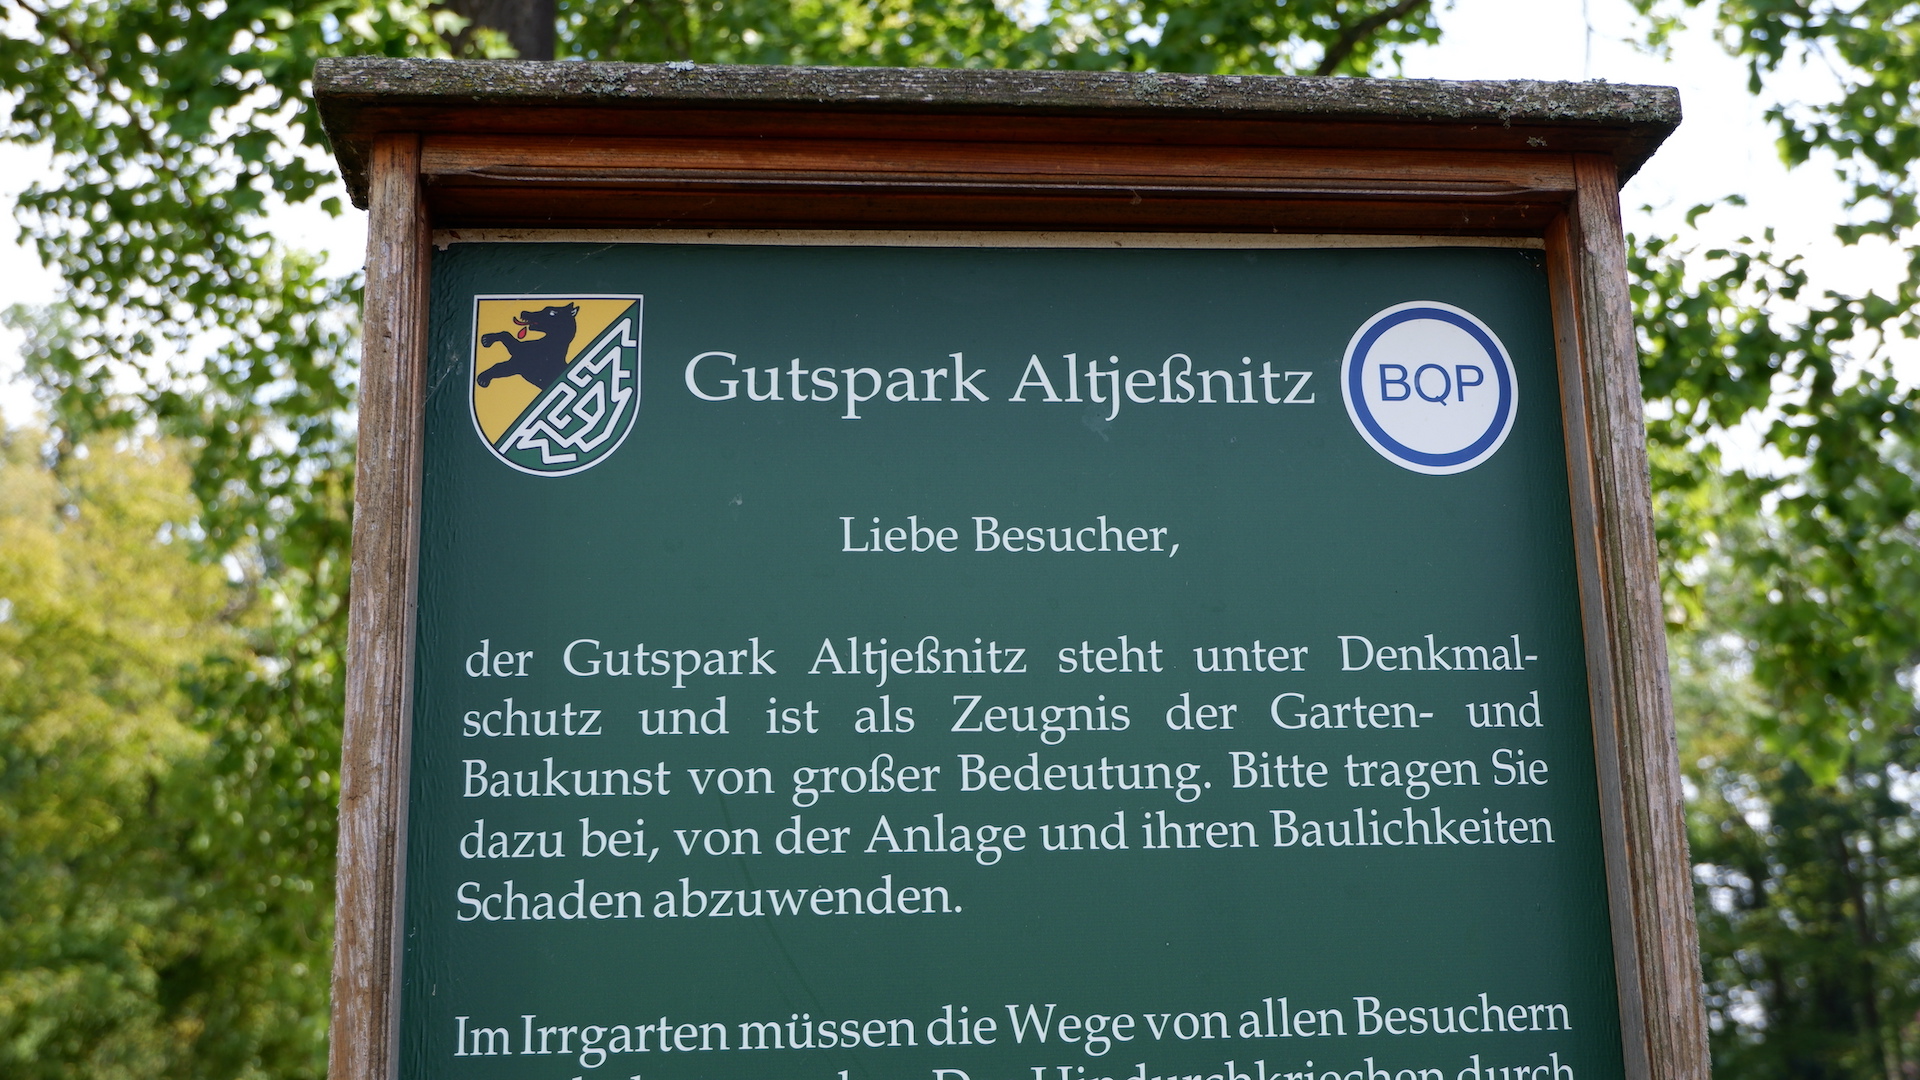 Gutspark Altjeßnitz
BQP
Liebe Besucher,
der Gutspark Altjeßnitz steht unter Denkmal-
schutz und ist als Zeugnis der Garten- und
Baukunst von großer Bedeutung. Bitte tragen Sie
dazu bei, von der Anlage und ihren Baulichkeiten
Schaden abzuwenden.
Im Irrgarten müssen die Wege von allen Besuchern
Hindurchkriechen durch